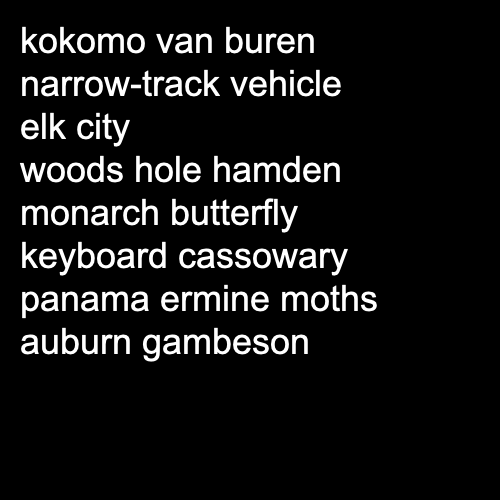 kokomo van buren
narrow-track vehicle
elk city
woods hole hamden
monarch butterfly
keyboard cassowary
panama ermine moths
auburn gambeson